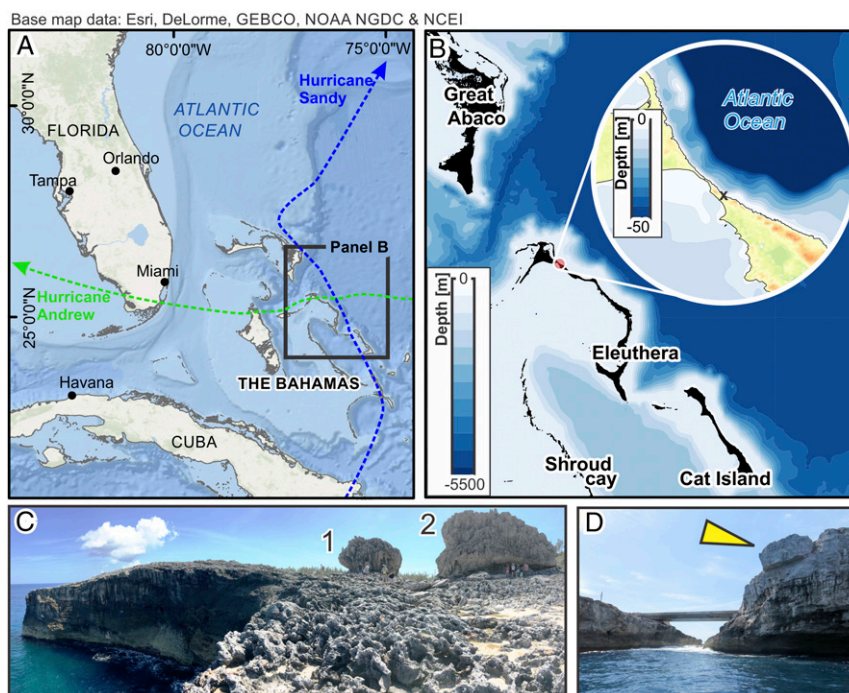 Base map data: Esri, DeLorme, GEBCO, NOAA NGDC & NCEI
A
80°0'0"W
75°0'0"W
Hurricane
Sandy
ATLANTIC
OCEAN
30°0'0"N
FLORIDA
Orlando
Tampa
Panel B
Miami
Hurricane
Andrew
25°0'0"N
THE BAHAMAS
Havana
CUBA
B
Great
Abaco
Atlantic
Ocean
Depth [m]
0
-50
x
Depth [m]
0
-5500
Eleuthera
Shroud
cay
Cat Island
C
1
2
D